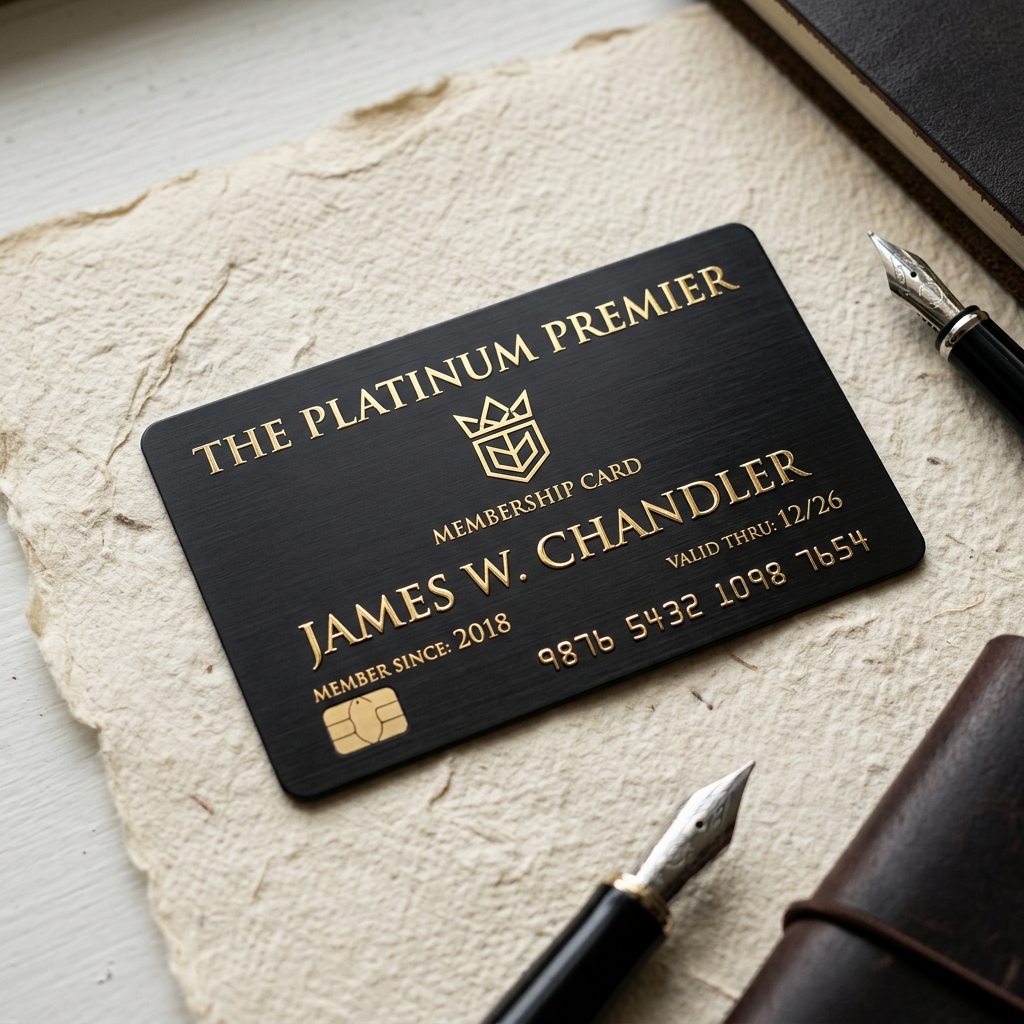 THE PLATINUM PREMIER
MEMBERSHIP CARD
JAMES W. CHANDLER
MEMBER SINCE: 2018
VALID THRU: 12/26
9876 5432 1098 7654